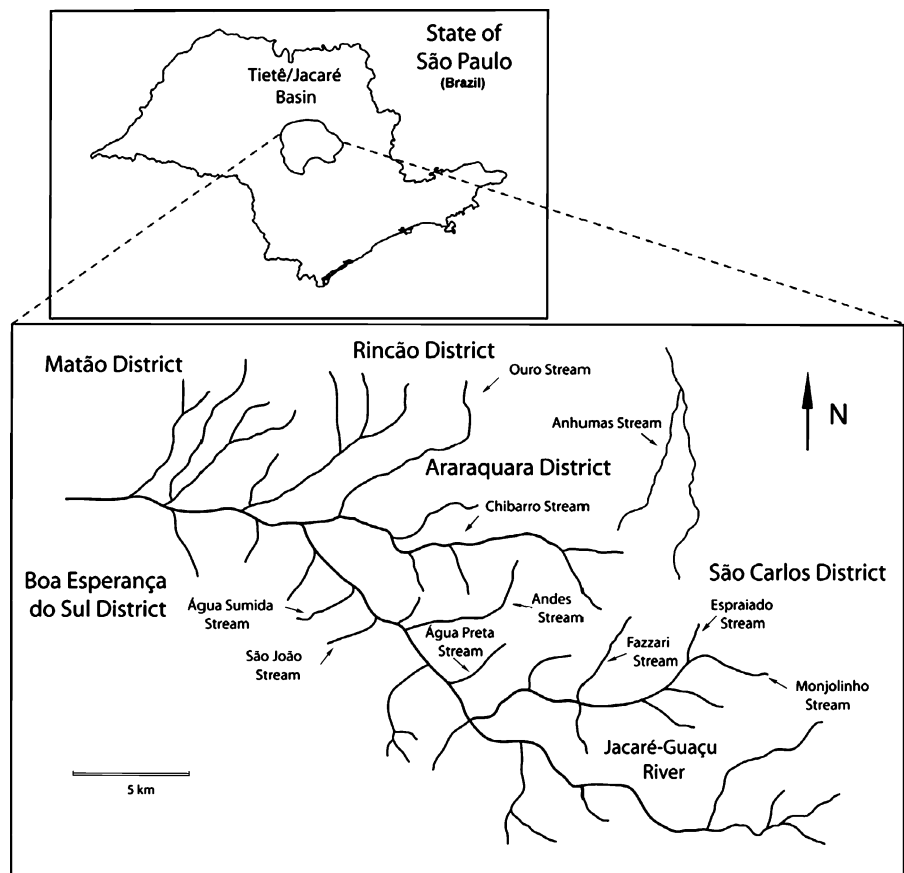 State of
São Paulo
(Brazil)
Tietê/Jacaré
Basin
Matão District
Rincão District
Ouro Stream
Anhumas Stream
N
Araraquara District
Chibarro Stream
Boa Esperança
do Sul District
São Carlos District
Água Sumida
Stream
Andes
Stream
Espraiado
Stream
São João
Stream
Água Preta
Stream
Fazzari
Stream
Monjolinho
Stream
Jacaré-Guaçu
River
5 km